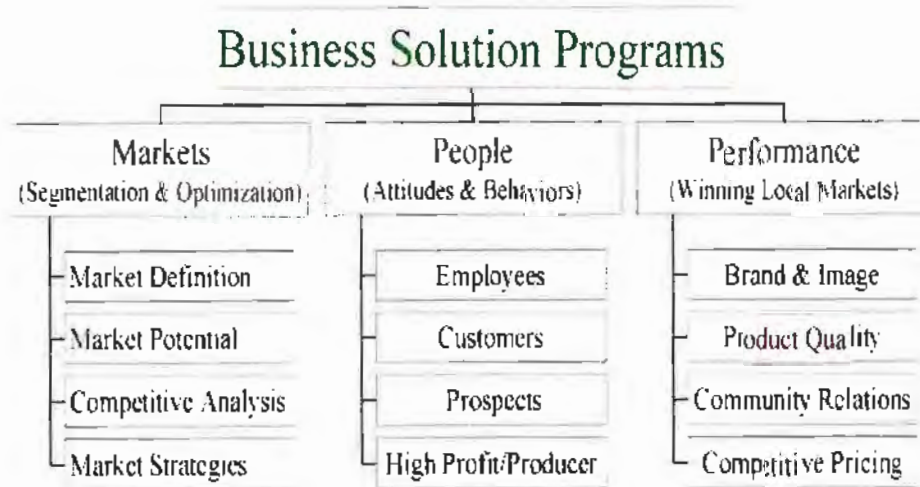 Business Solution Programs
Markets
(Segmentation & Optimization)
Market Definition
Market Potential
Competitive Analysis
Market Strategies
People
(Attitudes & Behaviors)
Employees
Customers
Prospects
High Profit/Producer
Performance
(Winning Local Markets)
Brand & Image
Product Quality
Community Relations
Competitive Pricing